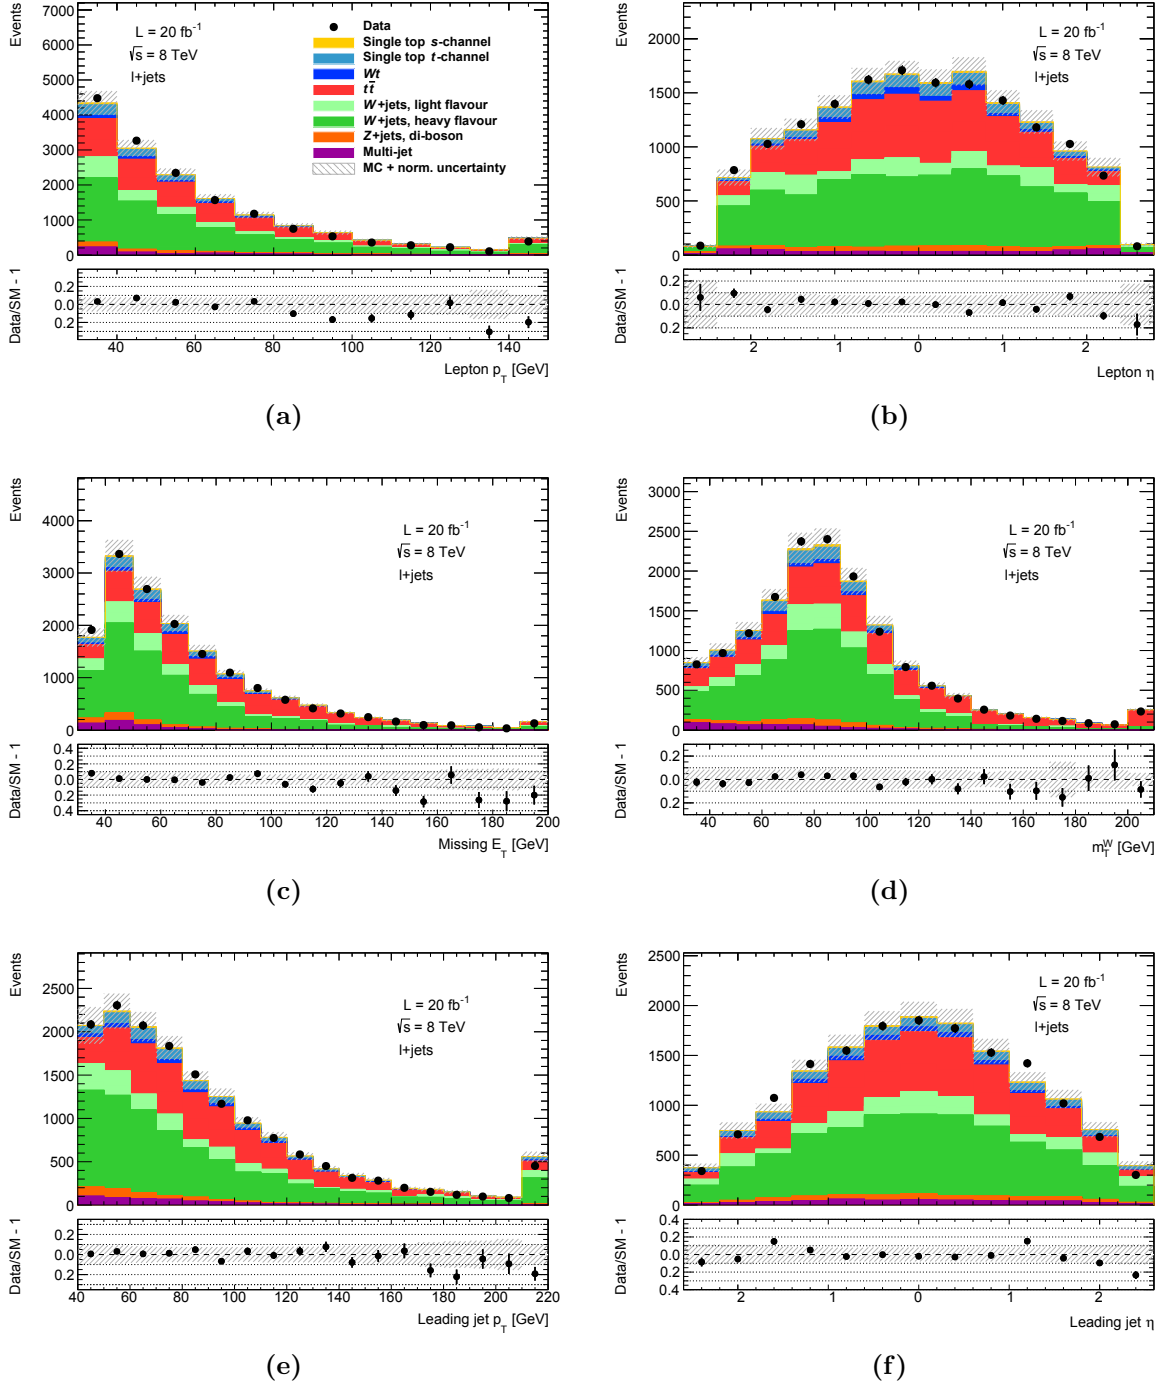 Events
7000
6000
5000
4000
3000
2000
1000
0
L = 20 fb⁻¹
√s = 8 TeV
l+jets
Data
Single top s-channel
Single top t-channel
Wt
tt̄
W+jets, light flavour
W+jets, heavy flavour
Z+jets, di-boson
Multi-jet
MC + norm. uncertainty
Data/SM - 1
0.2
0.0
0.2
40 60 80 100 120 140
Lepton p_T [GeV]
(a)
Events
2000
1500
1000
500
0
L = 20 fb⁻¹
√s = 8 TeV
l+jets
Data/SM - 1
0.2
0.0
0.2
2 1 0 1 2
Lepton η
(b)
Events
4000
3000
2000
1000
0
L = 20 fb⁻¹
√s = 8 TeV
l+jets
Data/SM - 1
0.4
0.2
0.0
0.2
0.4
40 60 80 100 120 140 160 180 200
Missing E_T [GeV]
(c)
Events
3000
2500
2000
1500
1000
500
0
L = 20 fb⁻¹
√s = 8 TeV
l+jets
Data/SM - 1
0.2
0.0
0.2
40 60 80 100 120 140 160 180 200
m_T^W [GeV]
(d)
Events
2500
2000
1500
1000
500
0
L = 20 fb⁻¹
√s = 8 TeV
l+jets
Data/SM - 1
0.2
0.0
0.2
40 60 80 100 120 140 160 180 200 220
Leading jet p_T [GeV]
(e)
Events
2500
2000
1500
1000
500
0
L = 20 fb⁻¹
√s = 8 TeV
l+jets
Data/SM - 1
0.4
0.2
0.0
0.2
0.4
2 1 0 1 2
Leading jet η
(f)